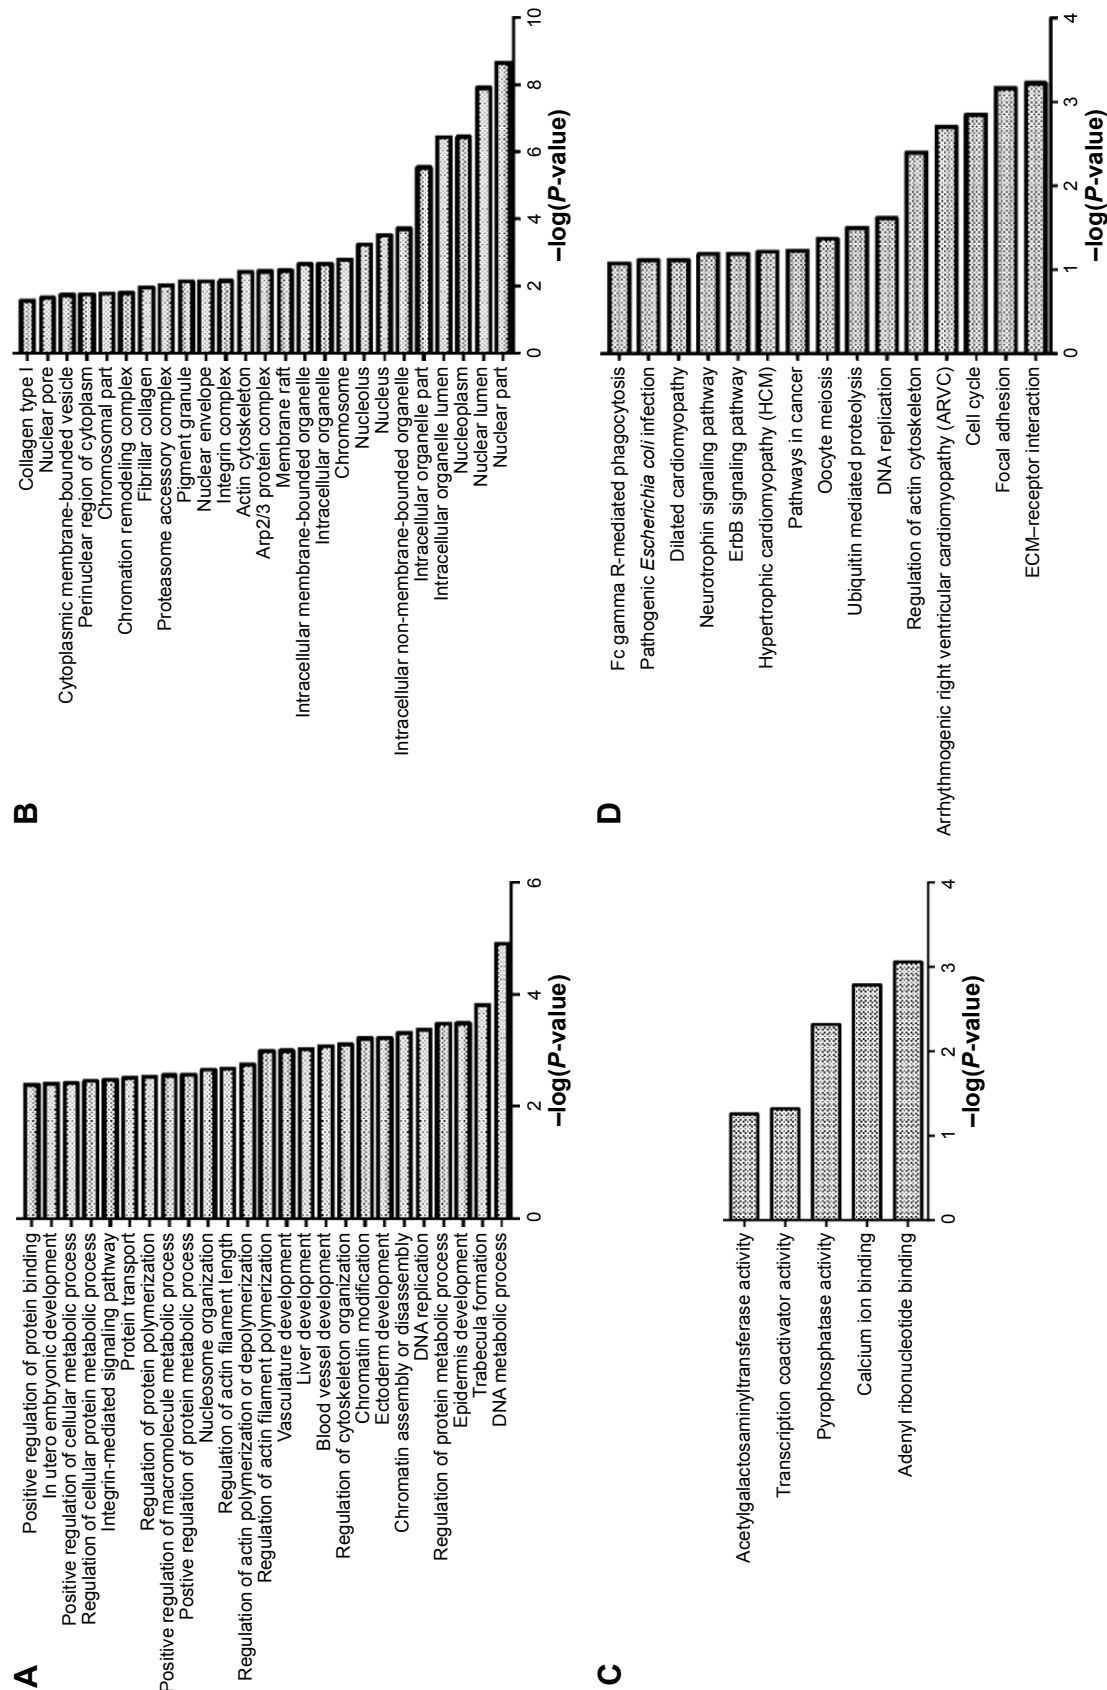 A
Positive regulation of protein binding
In utero embryonic development
Positive regulation of cellular metabolic process
Regulation of cellular protein metabolic process
Integrin-mediated signaling pathway
Protein transport
Regulation of protein polymerization
Positive regulation of macromolecule metabolic process
Postive regulation of protein metabolic process
Nucleosome organization
Regulation of actin filament length
Regulation of actin polymerization or depolymerization
Regulation of actin filament polymerization
Vasculature development
Liver development
Blood vessel development
Regulation of cytoskeleton organization
Chromatin modification
Ectoderm development
Chromatin assembly or disassembly
DNA replication
Regulation of protein metabolic process
Epidermis development
Trabecula formation
DNA metabolic process
0 2 4 6
–log(P-value)
B
Collagen type I
Nuclear pore
Cytoplasmic membrane-bounded vesicle
Perinuclear region of cytoplasm
Chromosomal part
Chromation remodeling complex
Fibrillar collagen
Proteasome accessory complex
Pigment granule
Nuclear envelope
Integrin complex
Actin cytoskeleton
Arp2/3 protein complex
Membrane raft
Intracellular membrane-bounded organelle
Intracellular organelle
Chromosome
Nucleolus
Nucleus
Intracellular non-membrane-bounded organelle
Intracellular organelle part
Intracellular organelle lumen
Nucleoplasm
Nuclear lumen
Nuclear part
0 2 4 6 8 10
–log(P-value)
C
Acetylgalactosaminyltransferase activity
Transcription coactivator activity
Pyrophosphatase activity
Calcium ion binding
Adenyl ribonucleotide binding
0 1 2 3 4
–log(P-value)
D
Fc gamma R-mediated phagocytosis
Pathogenic Escherichia coli infection
Dilated cardiomyopathy
Neurotrophin signaling pathway
ErbB signaling pathway
Hypertrophic cardiomyopathy (HCM)
Pathways in cancer
Oocyte meiosis
Ubiquitin mediated proteolysis
DNA replication
Regulation of actin cytoskeleton
Arrhythmogenic right ventricular cardiomyopathy (ARVC)
Cell cycle
Focal adhesion
ECM–receptor interaction
0 1 2 3 4
–log(P-value)